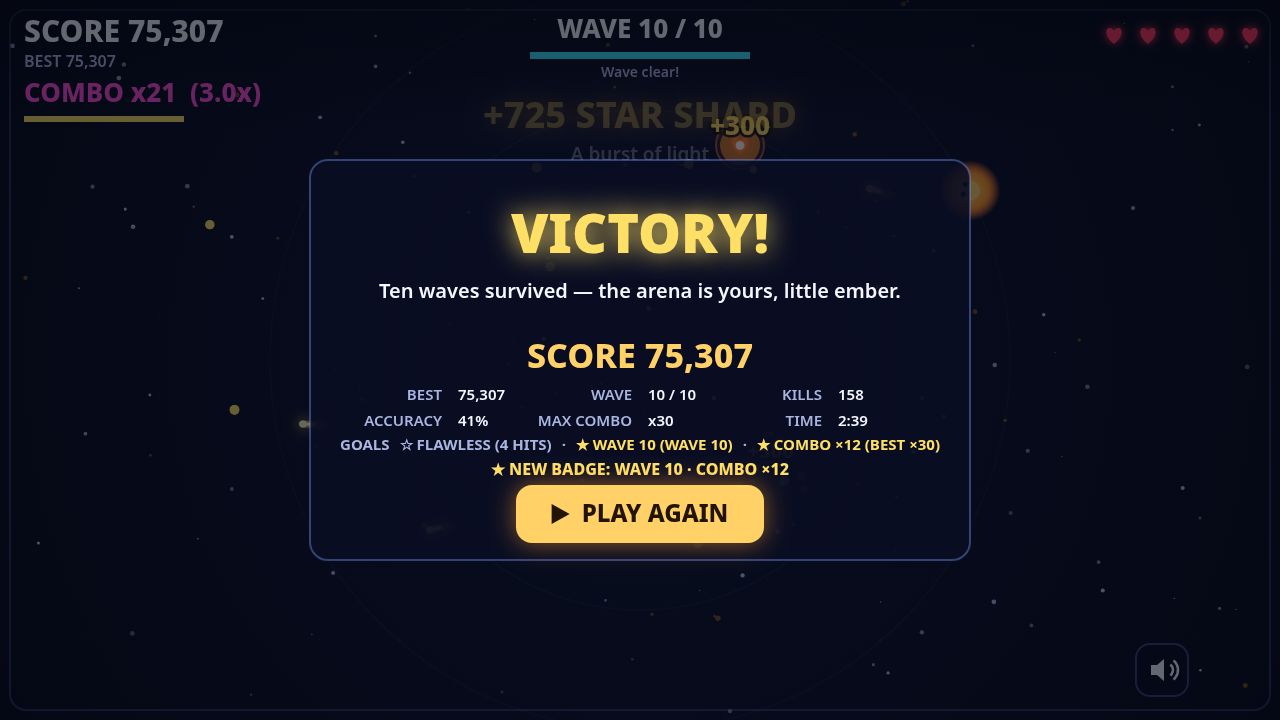 SCORE 75,307
BEST 75,307
COMBO x21 (3.0x)
WAVE 10 / 10
Wave clear!
+725 STAR SHARD
+300
A burst of light
VICTORY!
Ten waves survived — the arena is yours, little ember.
SCORE 75,307
BEST 75,307 WAVE 10 / 10 KILLS 158
ACCURACY 41% MAX COMBO x30 TIME 2:39
GOALS ☆ FLAWLESS (4 HITS) · ★ WAVE 10 (WAVE 10) · ★ COMBO ×12 (BEST ×30)
★ NEW BADGE: WAVE 10 · COMBO ×12
▶ PLAY AGAIN